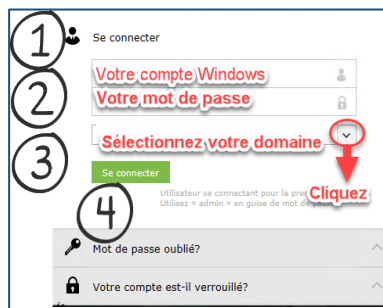 1
Se connecter
Votre compte Windows
2
Votre mot de passe
3
Sélectionnez votre domaine
Se connecter
4
Cliquez
Utilisateur se connectant pour la
Utilisez « admin » en guise de mot de
Mot de passe oublié?
Votre compte est-il verrouillé?